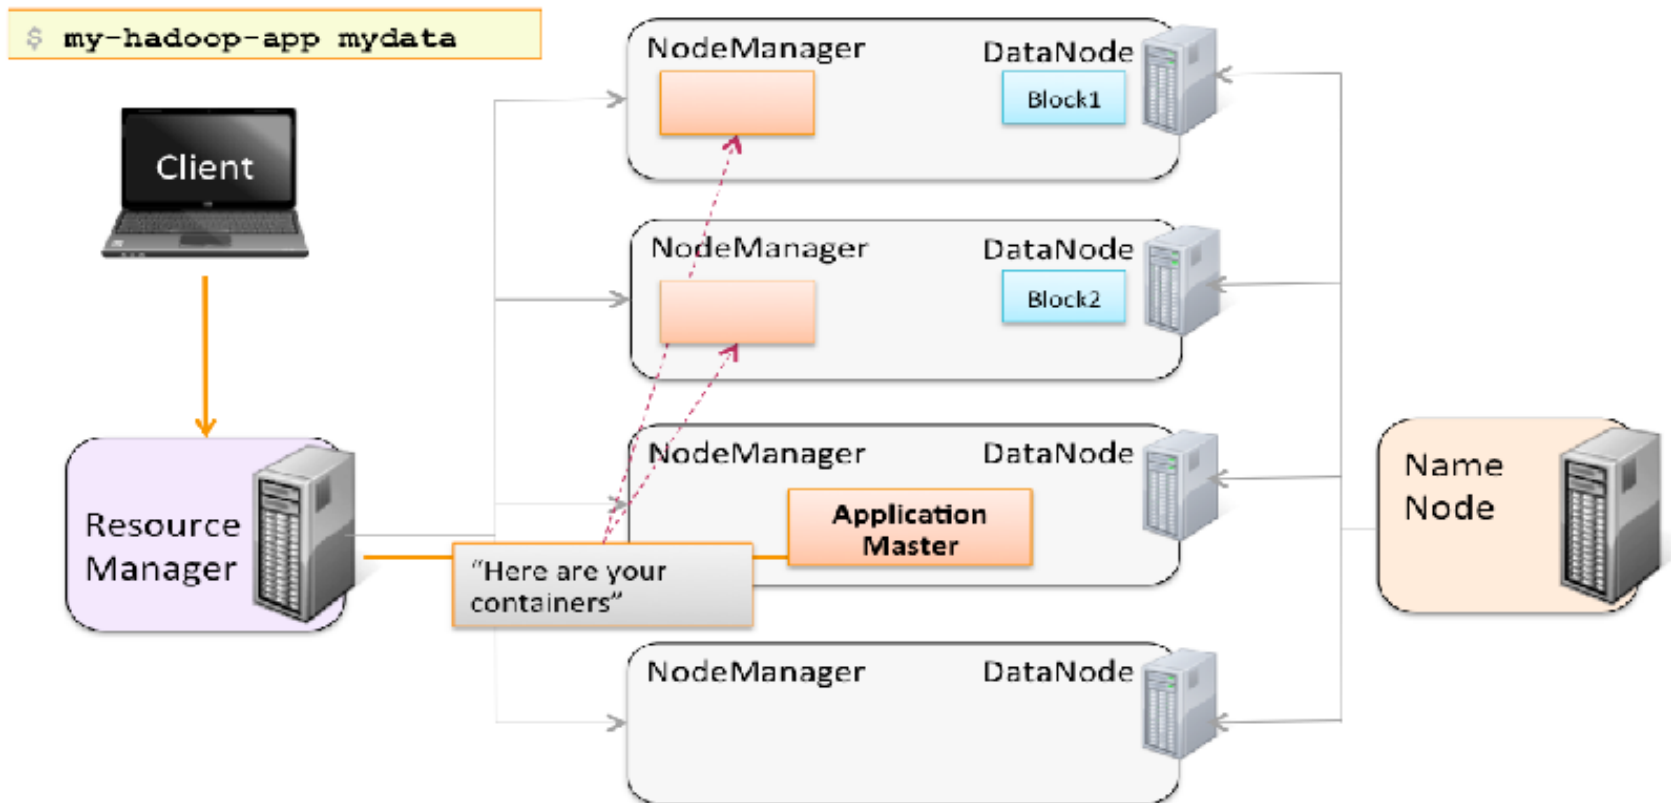 $ my-hadoop-app mydata
Client
Resource
Manager
"Here are your
containers"
NodeManager
DataNode
Block1
NodeManager
DataNode
Block2
NodeManager
DataNode
Application
Master
NodeManager
DataNode
Name
Node